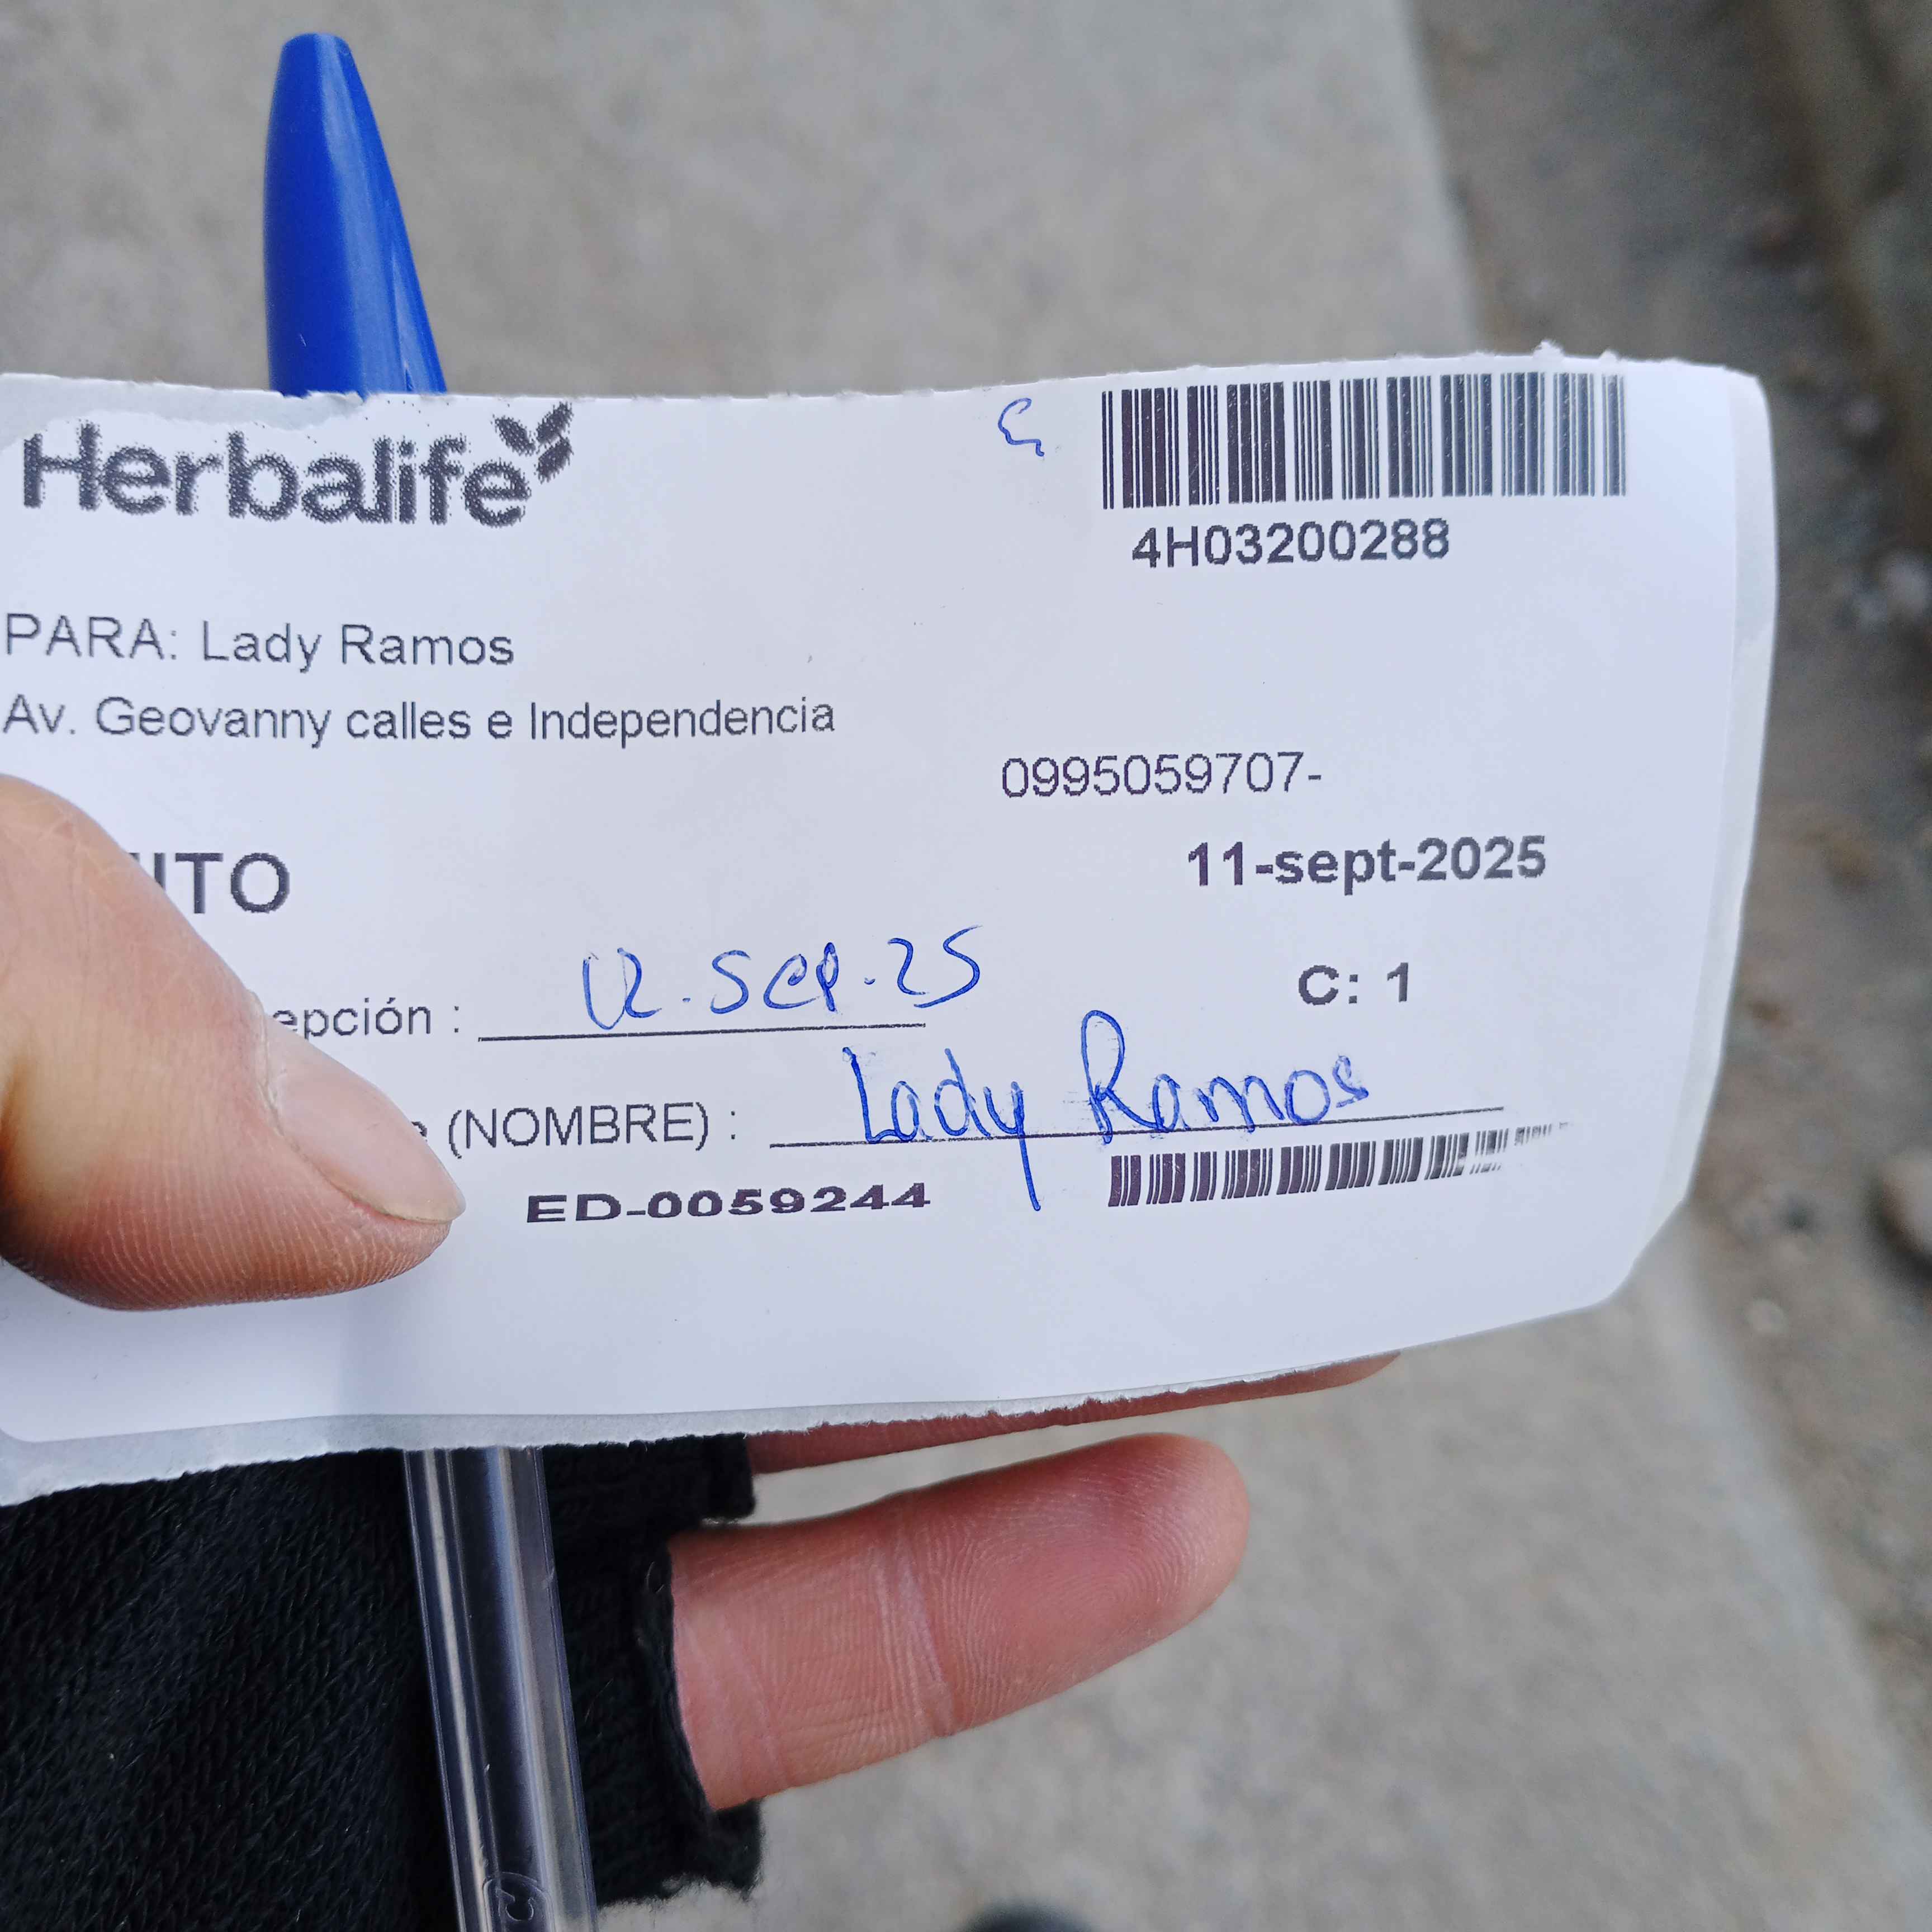 Herbalife
4H03200288
PARA: Lady Ramos
Av. Geovanny calles e Independencia
0995059707-
ITO
11-sept-2025
epción : 12.sep.25
C: 1
(NOMBRE) : Lady Ramos
ED-0059244